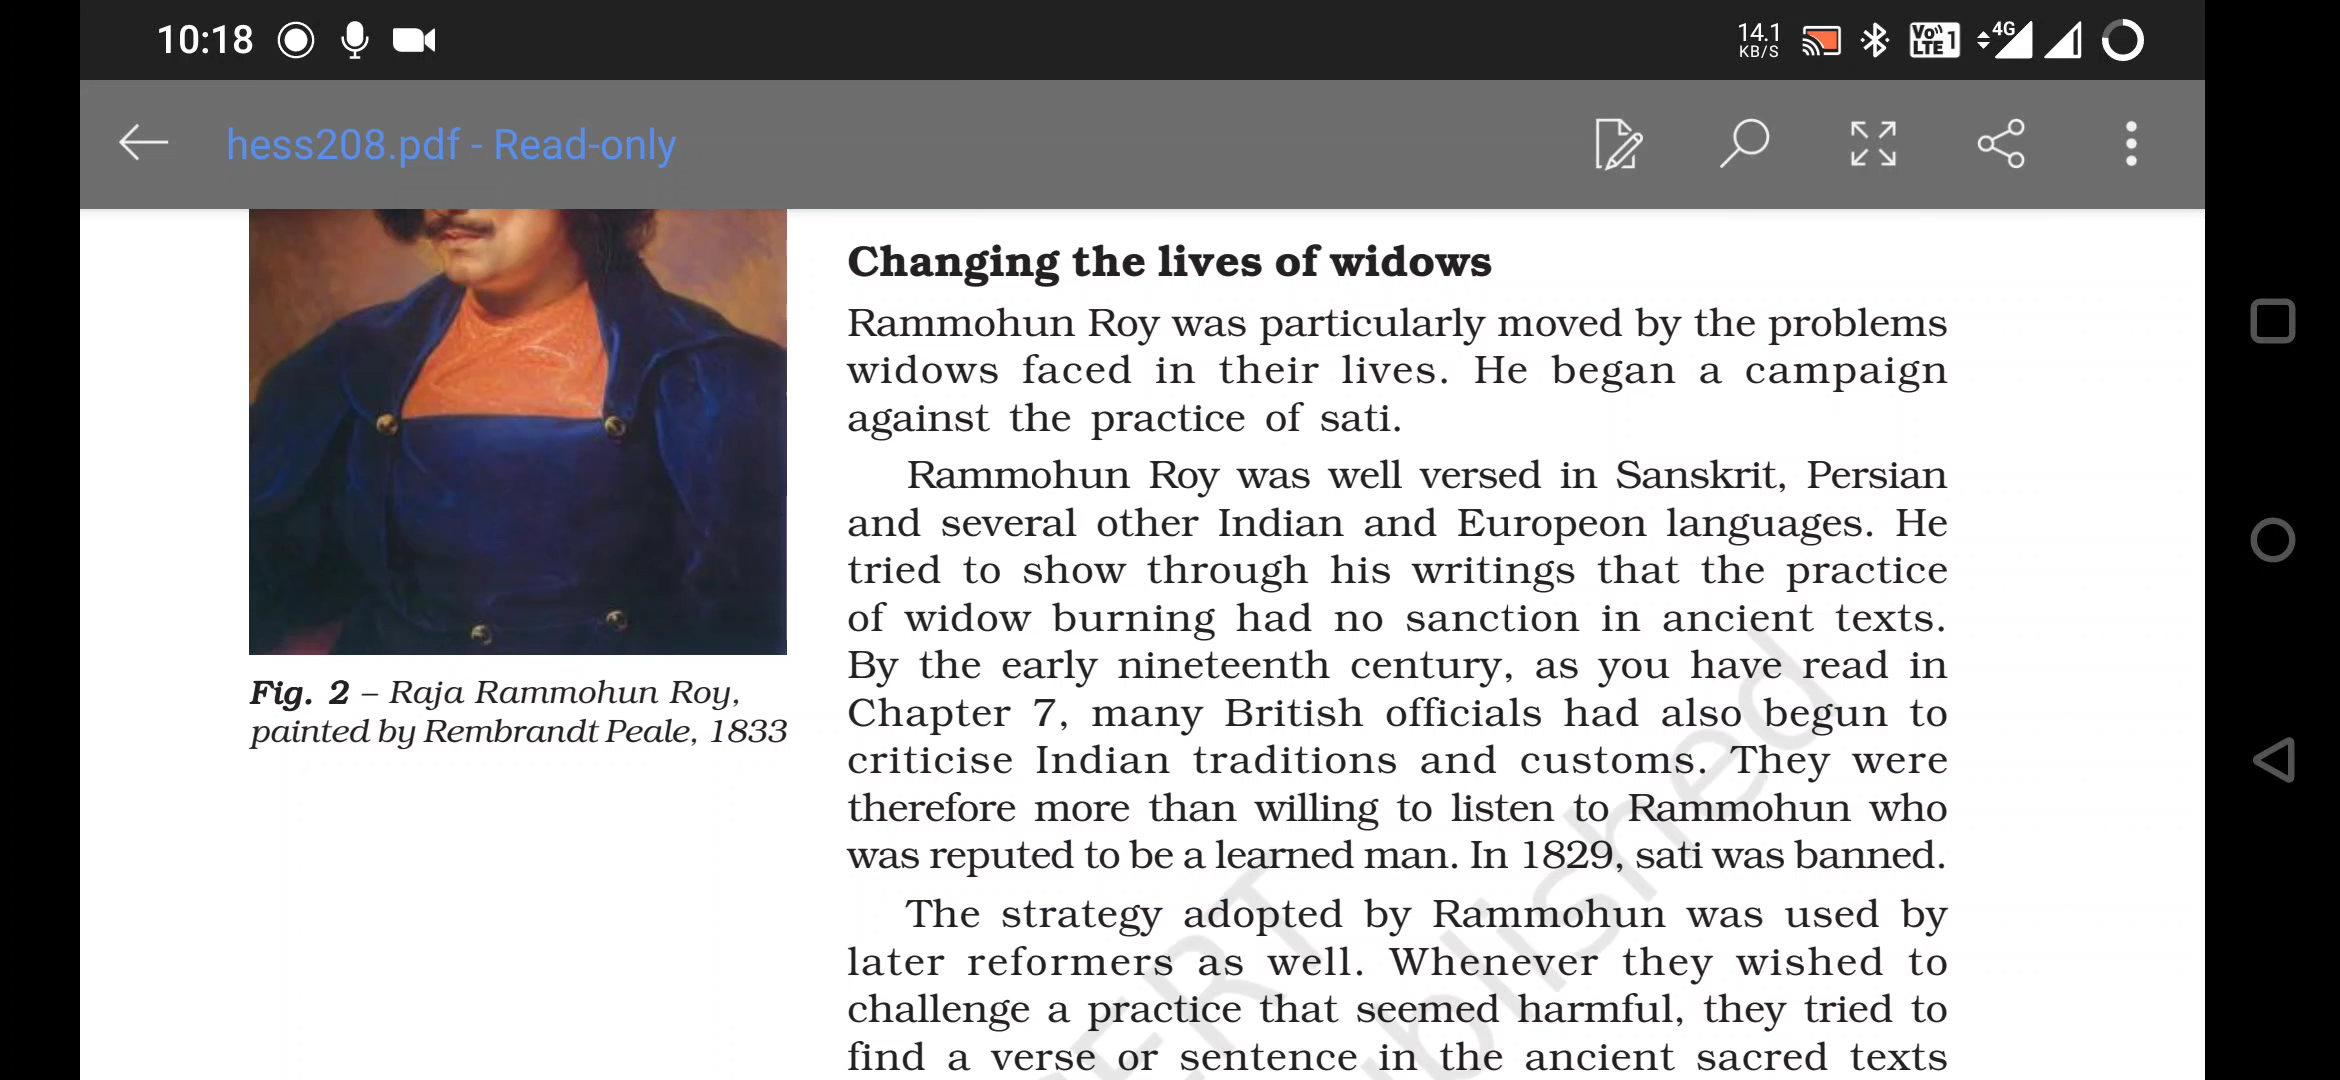 10:18
14.1
KB/S
Vo))
LTE 1
4G
hess208.pdf - Read-only
Changing the lives of widows
Rammohun Roy was particularly moved by the problems
widows faced in their lives. He began a campaign
against the practice of sati.
Rammohun Roy was well versed in Sanskrit, Persian
and several other Indian and Europeon languages. He
tried to show through his writings that the practice
of widow burning had no sanction in ancient texts.
By the early nineteenth century, as you have read in
Chapter 7, many British officials had also begun to
criticise Indian traditions and customs. They were
therefore more than willing to listen to Rammohun who
was reputed to be a learned man. In 1829, sati was banned.
The strategy adopted by Rammohun was used by
later reformers as well. Whenever they wished to
challenge a practice that seemed harmful, they tried to
find a verse or sentence in the ancient sacred texts
Fig. 2 – Raja Rammohun Roy,
painted by Rembrandt Peale, 1833